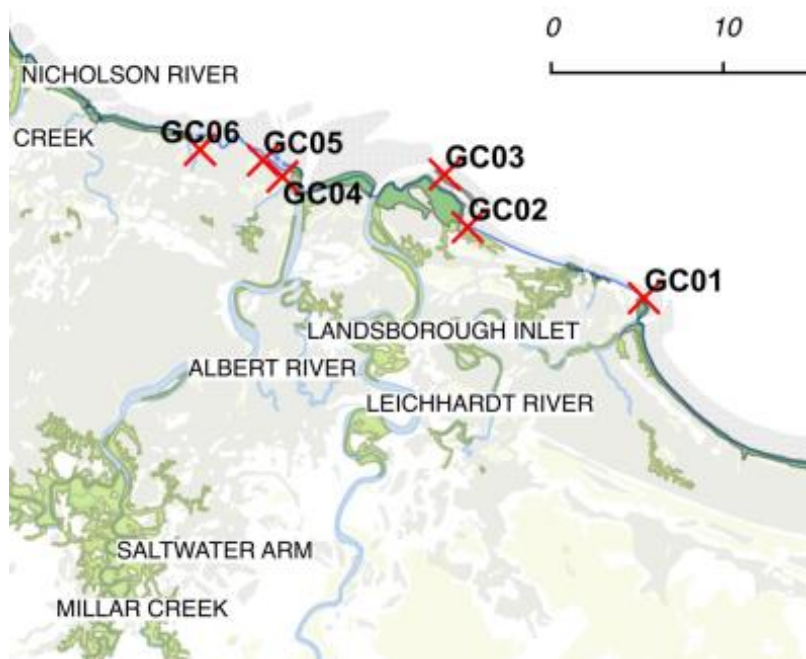 0 10
NICHOLSON RIVER
CREEK
GC06
GC05
GC04
GC03
GC02
GC01
LANDSBOROUGH INLET
ALBERT RIVER
LEICHHARDT RIVER
SALTWATER ARM
MILLAR CREEK